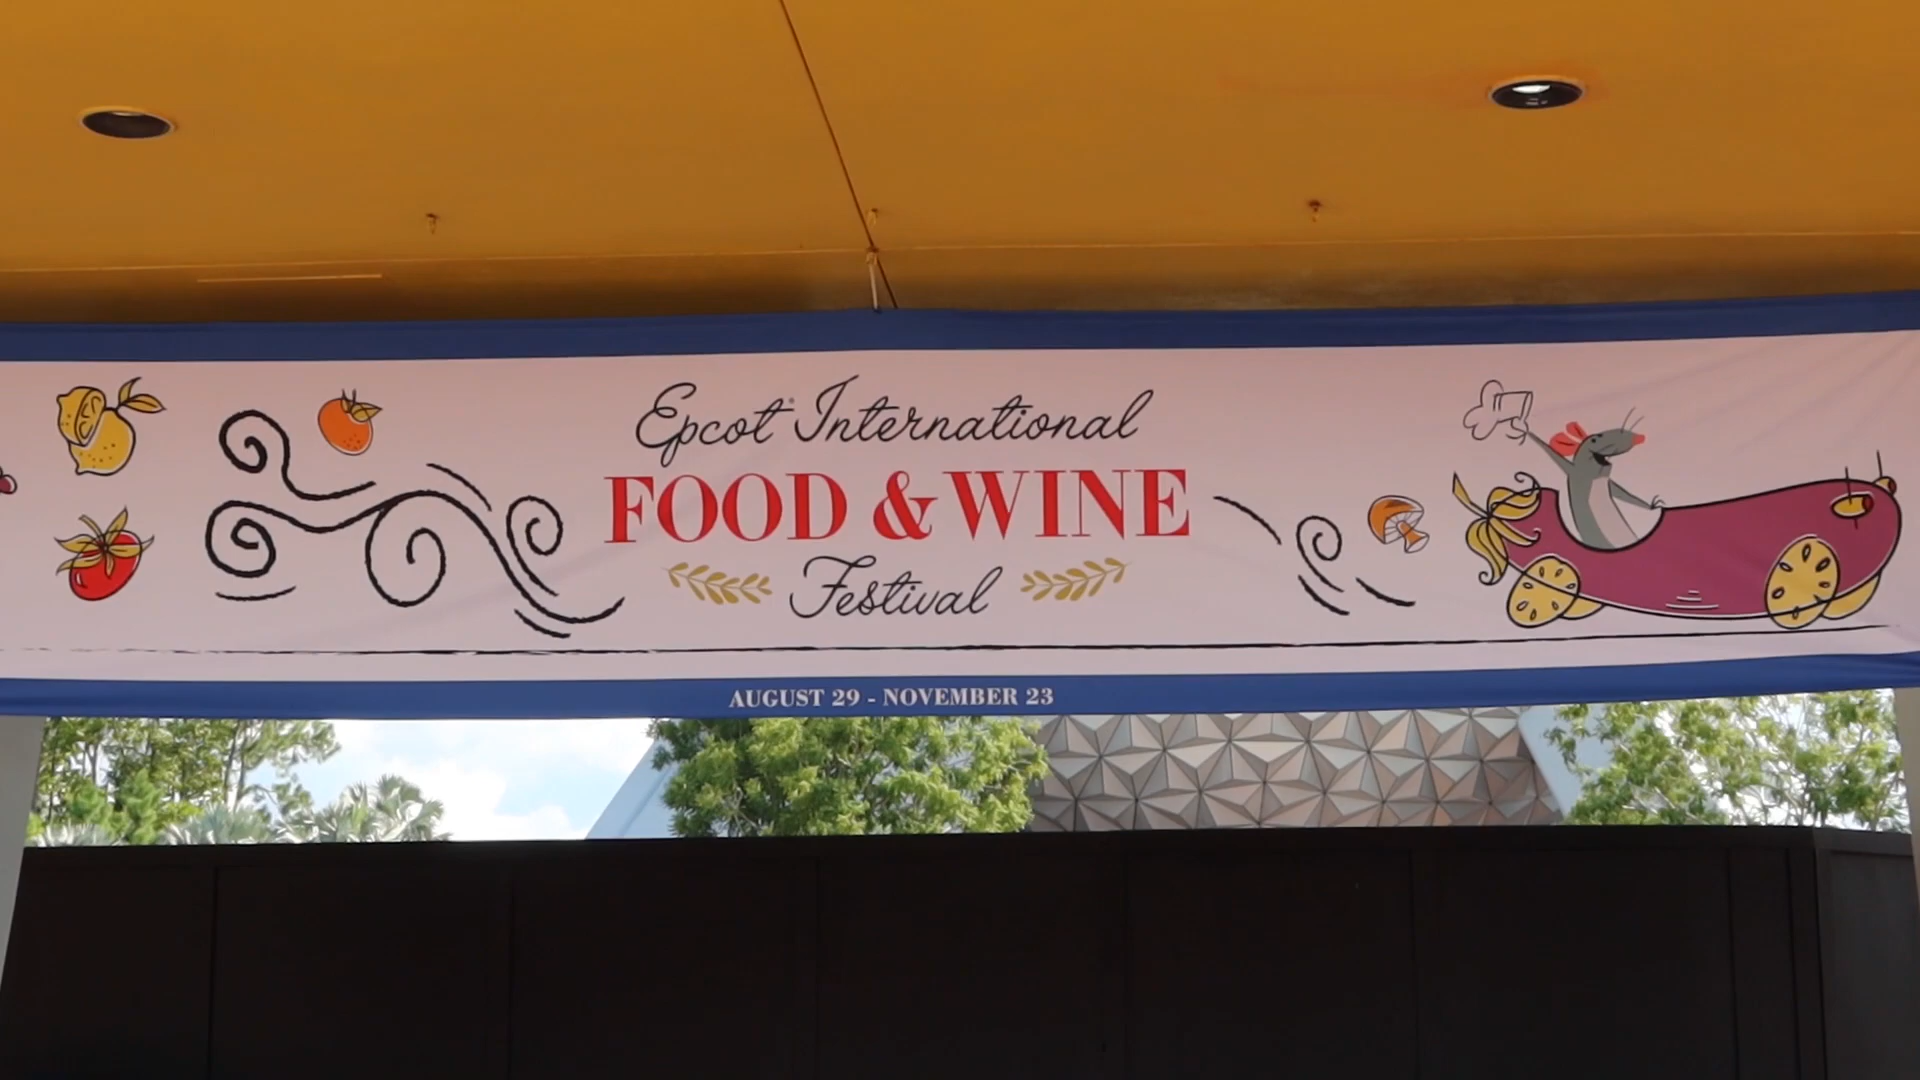 Epcot® International
FOOD & WINE
Festival
AUGUST 29 - NOVEMBER 23